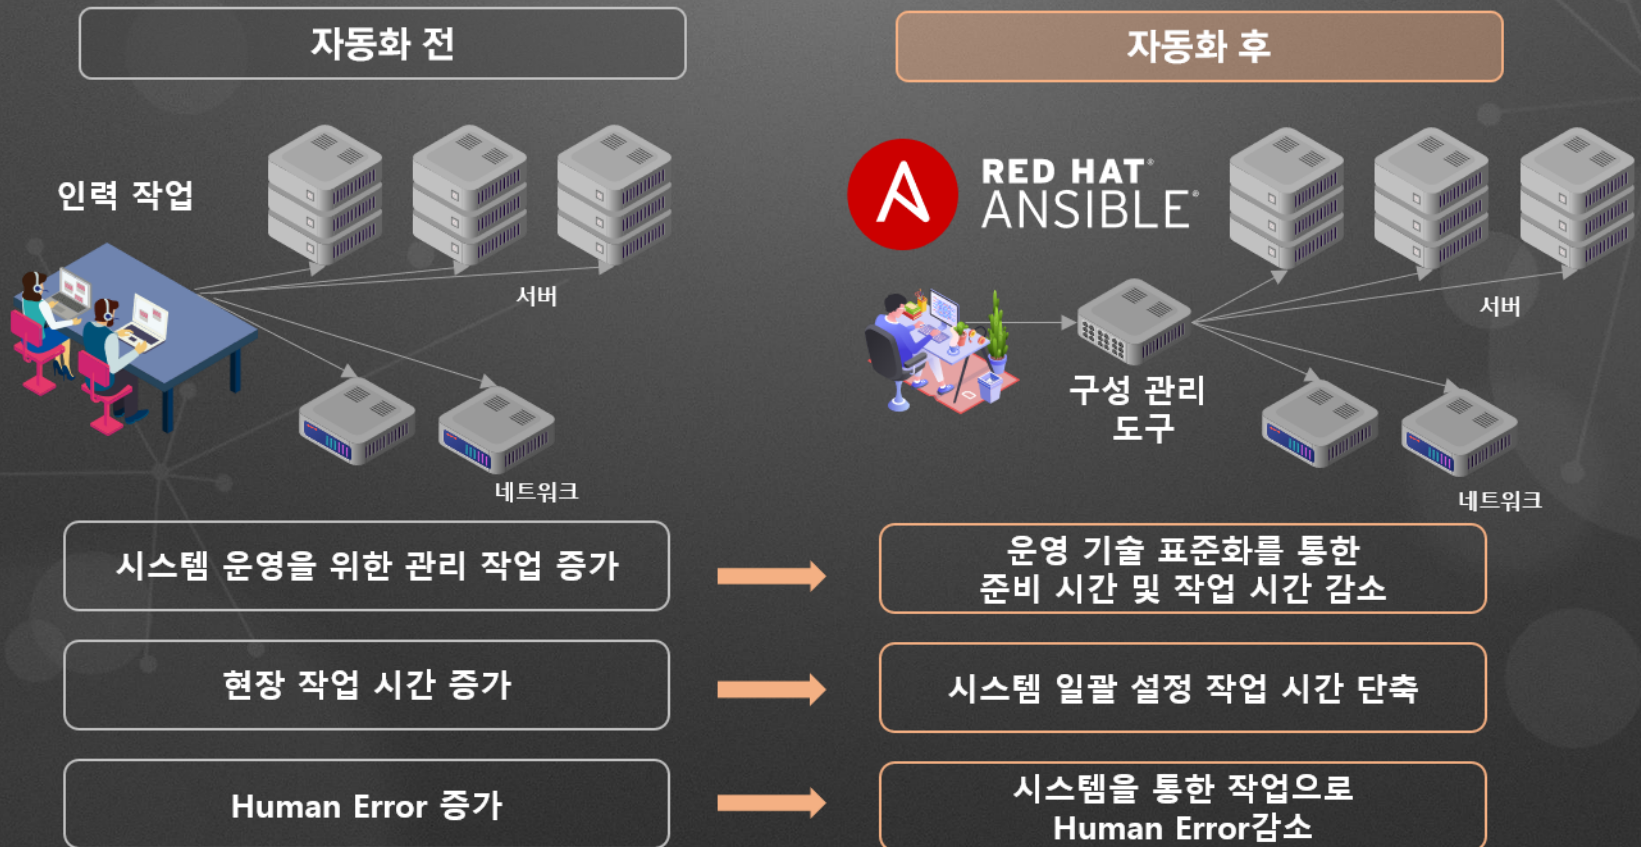 자동화 전
자동화 후
인력 작업
서버
네트워크
RED HAT®
ANSIBLE®
서버
구성 관리
도구
네트워크
시스템 운영을 위한 관리 작업 증가
운영 기술 표준화를 통한
준비 시간 및 작업 시간 감소
현장 작업 시간 증가
시스템 일괄 설정 작업 시간 단축
Human Error 증가
시스템을 통한 작업으로
Human Error감소